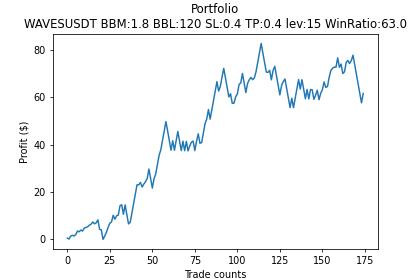 Portfolio
WAVESUSDT BBM:1.8 BBL:120 SL:0.4 TP:0.4 lev:15 WinRatio:63.0
Profit ($)
80
60
40
20
0
0 25 50 75 100 125 150 175
Trade counts